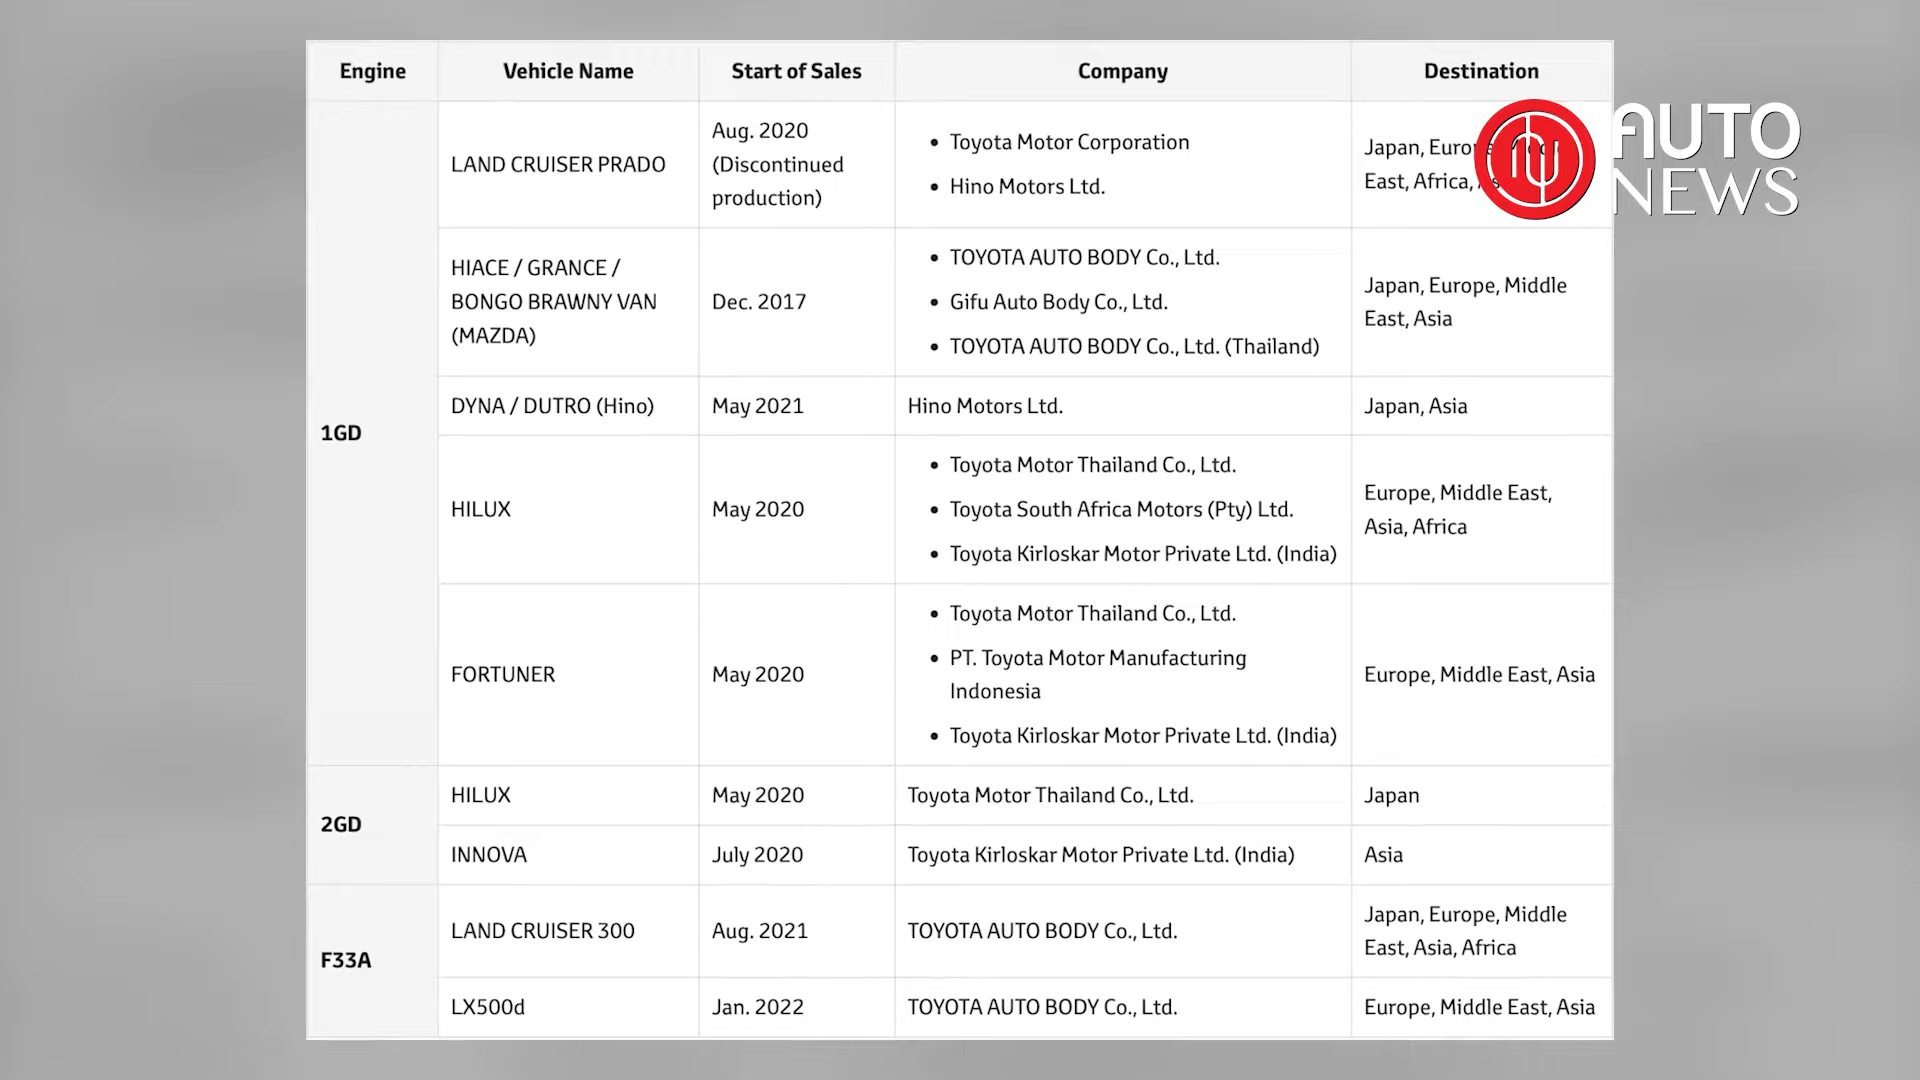 Engine
Vehicle Name
Start of Sales
Company
Destination
1GD
LAND CRUISER PRADO
Aug. 2020
(Discontinued
production)
• Toyota Motor Corporation
• Hino Motors Ltd.
Japan,
East, Africa,
HIACE / GRANCE /
BONGO BRAWNY VAN
(MAZDA)
Dec. 2017
• TOYOTA AUTO BODY Co., Ltd.
• Gifu Auto Body Co., Ltd.
• TOYOTA AUTO BODY Co., Ltd. (Thailand)
Japan, Europe, Middle
East, Asia
DYNA / DUTRO (Hino)
May 2021
Hino Motors Ltd.
Japan, Asia
HILUX
May 2020
• Toyota Motor Thailand Co., Ltd.
• Toyota South Africa Motors (Pty) Ltd.
• Toyota Kirloskar Motor Private Ltd. (India)
Europe, Middle East,
Asia, Africa
FORTUNER
May 2020
• Toyota Motor Thailand Co., Ltd.
• PT. Toyota Motor Manufacturing
Indonesia
• Toyota Kirloskar Motor Private Ltd. (India)
Europe, Middle East, Asia
2GD
HILUX
May 2020
Toyota Motor Thailand Co., Ltd.
Japan
INNOVA
July 2020
Toyota Kirloskar Motor Private Ltd. (India)
Asia
F33A
LAND CRUISER 300
Aug. 2021
TOYOTA AUTO BODY Co., Ltd.
Japan, Europe, Middle
East, Asia, Africa
LX500d
Jan. 2022
TOYOTA AUTO BODY Co., Ltd.
Europe, Middle East, Asia
AUTO
NEWS